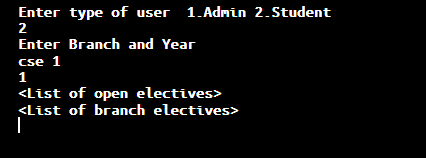 Enter type of user  1.Admin 2.Student
2
Enter Branch and Year
cse 1
1
<List of open electives>
<List of branch electives>